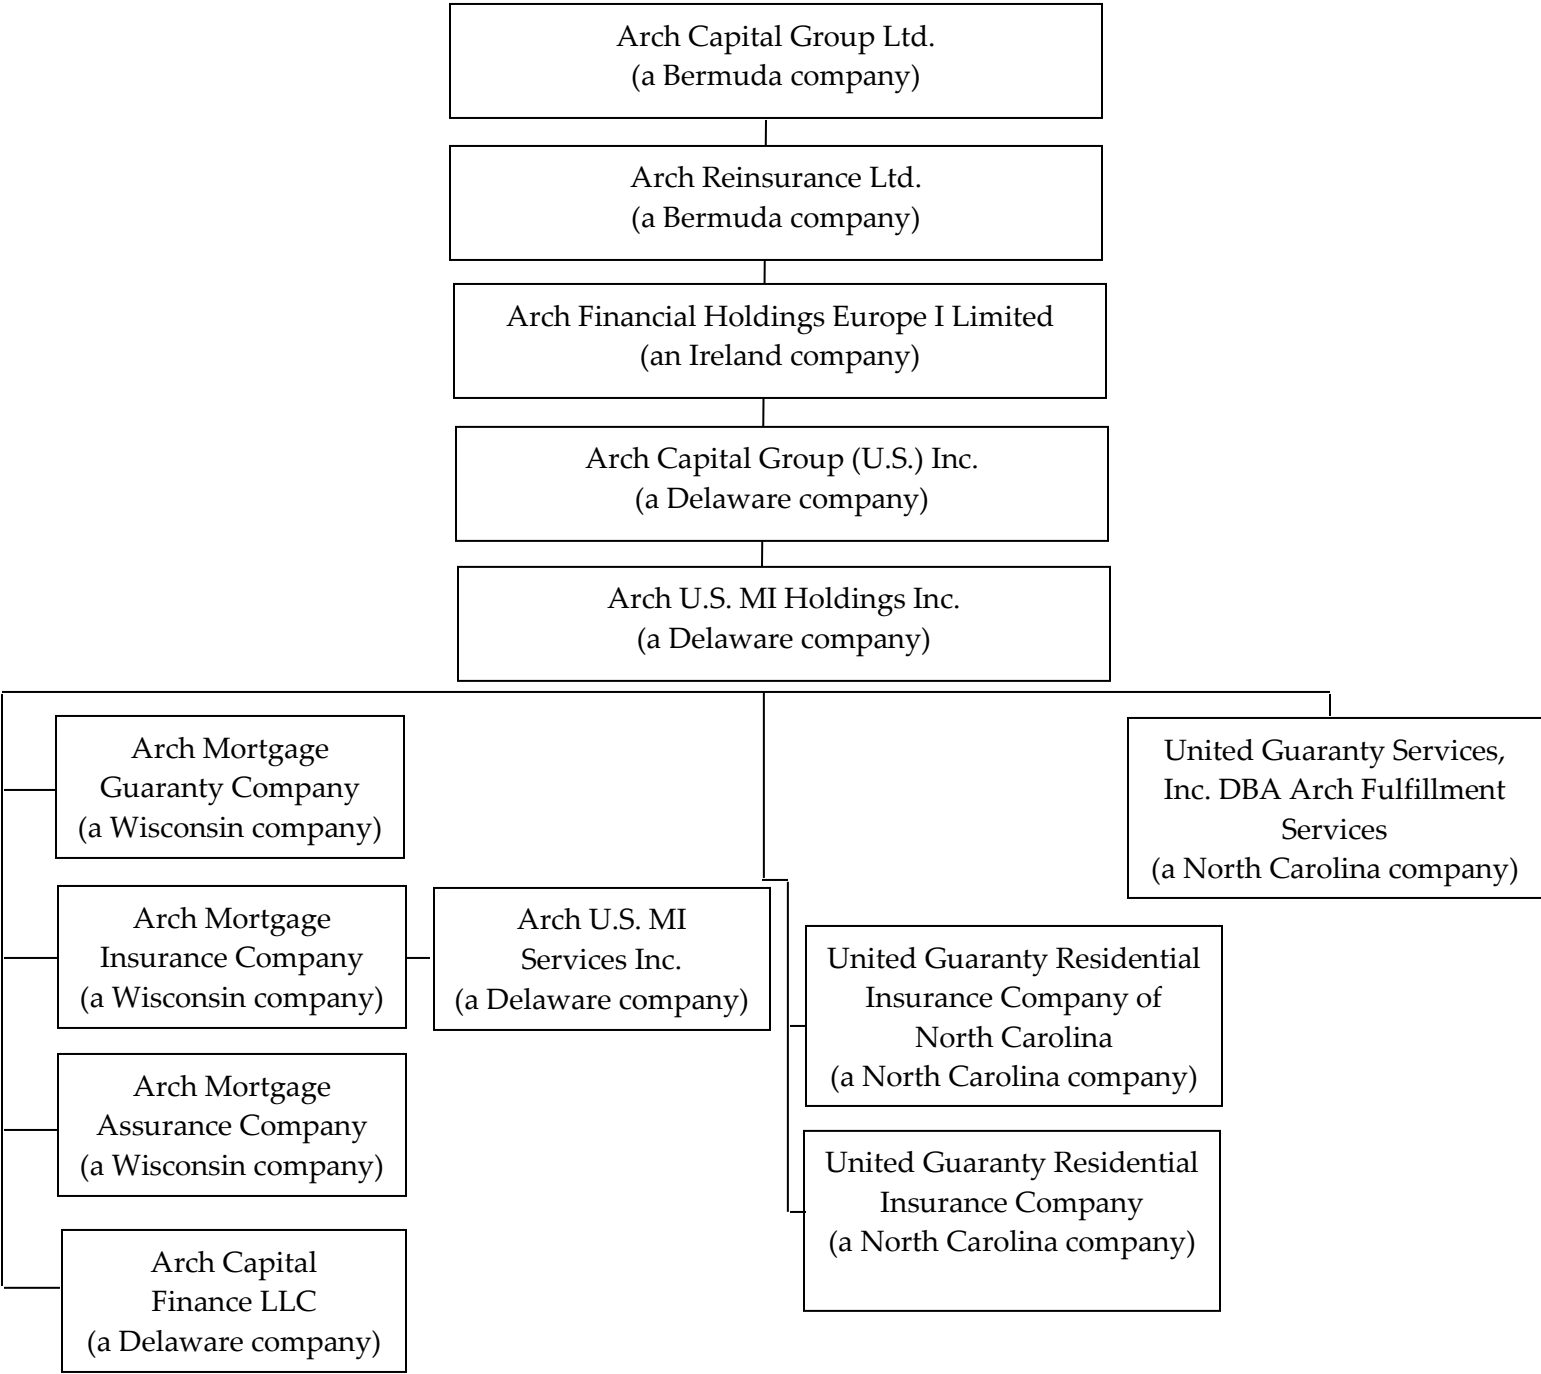 Arch Capital Group Ltd.
(a Bermuda company)
Arch Reinsurance Ltd.
(a Bermuda company)
Arch Financial Holdings Europe I Limited
(an Ireland company)
Arch Capital Group (U.S.) Inc.
(a Delaware company)
Arch U.S. MI Holdings Inc.
(a Delaware company)
Arch Mortgage
Guaranty Company
(a Wisconsin company)
Arch Mortgage
Insurance Company
(a Wisconsin company)
Arch Mortgage
Assurance Company
(a Wisconsin company)
Arch Capital
Finance LLC
(a Delaware company)
Arch U.S. MI
Services Inc.
(a Delaware company)
United Guaranty Residential
Insurance Company of
North Carolina
(a North Carolina company)
United Guaranty Residential
Insurance Company
(a North Carolina company)
United Guaranty Services,
Inc. DBA Arch Fulfillment
Services
(a North Carolina company)